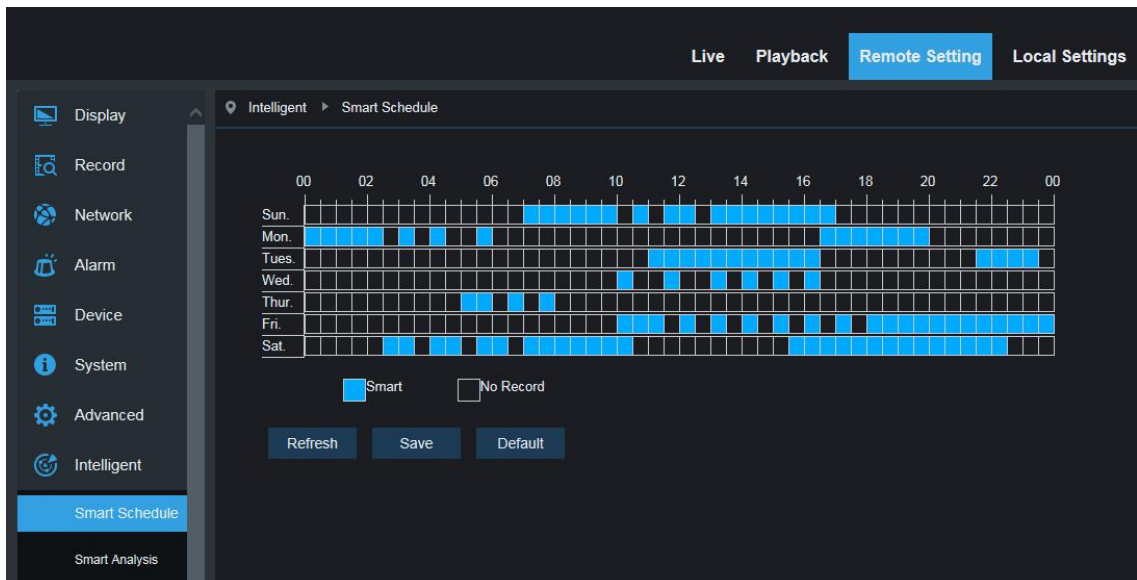 Live Playback Remote Setting Local Settings
Display
Intelligent Smart Schedule
Record
Network
Alarm
Device
System
Advanced
Intelligent
Smart Schedule
Smart Analysis
00 02 04 06 08 10 12 14 16 18 20 22 00
Sun.
Mon.
Tues.
Wed.
Thur.
Fri.
Sat.
Smart No Record
Refresh Save Default